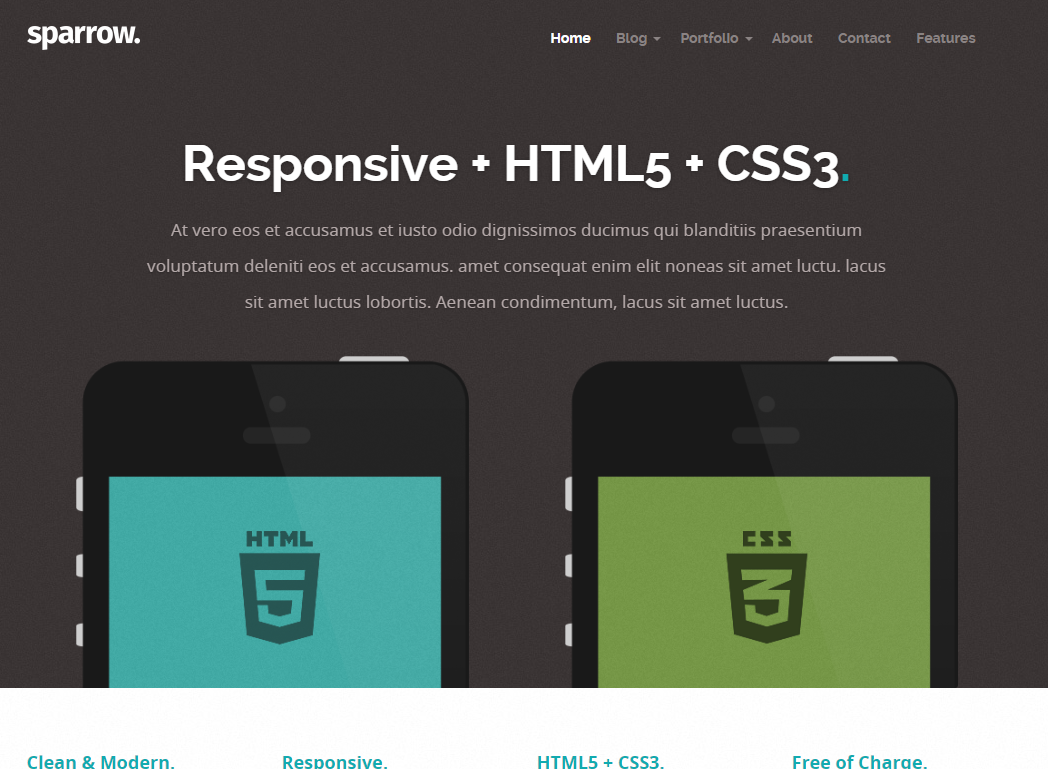 sparrow.
Home Blog Portfolio About Contact Features
Responsive + HTML5 + CSS3.
At vero eos et accusamus et iusto odio dignissimos ducimus qui blanditiis praesentium
voluptatum deleniti eos et accusamus. amet consequat enim elit noneas sit amet luctu. lacus
sit amet luctus lobortis. Aenean condimentum, lacus sit amet luctus.
HTML CSS
5 3
Clean & Modern. Responsive. HTML5 + CSS3. Free of Charge.